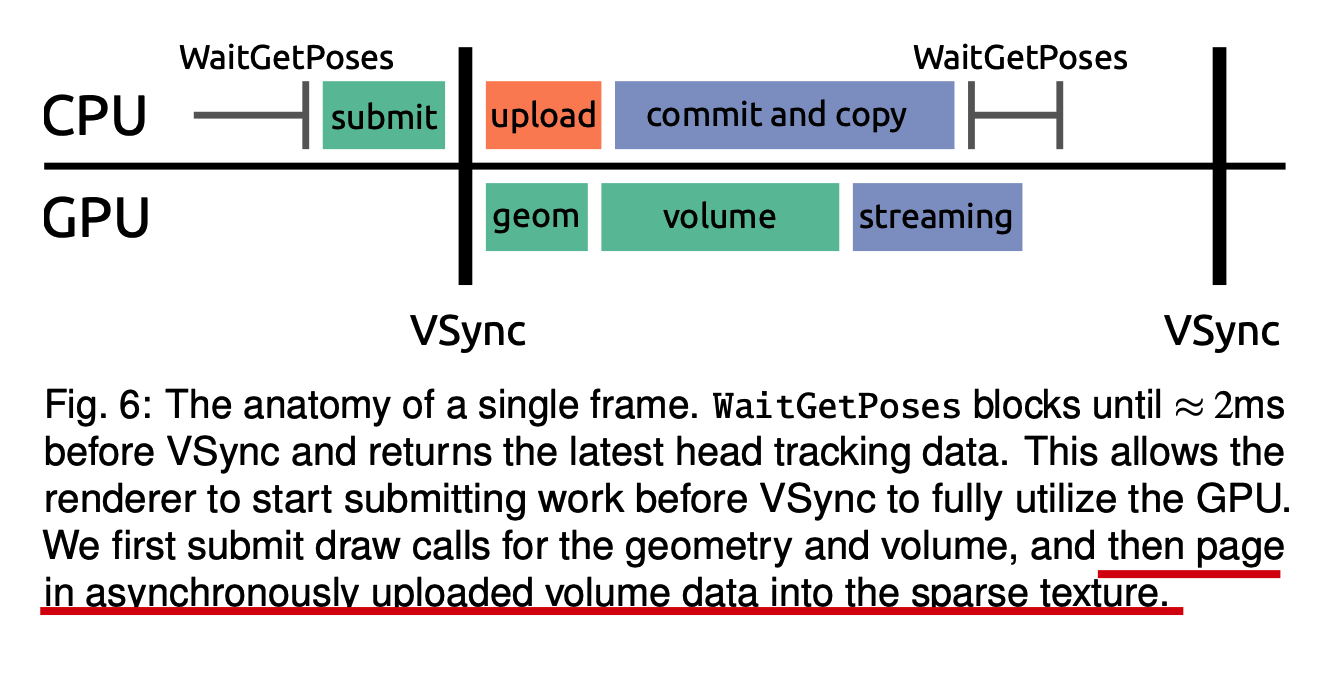 WaitGetPoses WaitGetPoses
CPU submit upload commit and copy
GPU geom volume streaming
VSync VSync
Fig. 6: The anatomy of a single frame. WaitGetPoses blocks until ≈ 2ms
before VSync and returns the latest head tracking data. This allows the
renderer to start submitting work before VSync to fully utilize the GPU.
We first submit draw calls for the geometry and volume, and then page
in asynchronously uploaded volume data into the sparse texture.